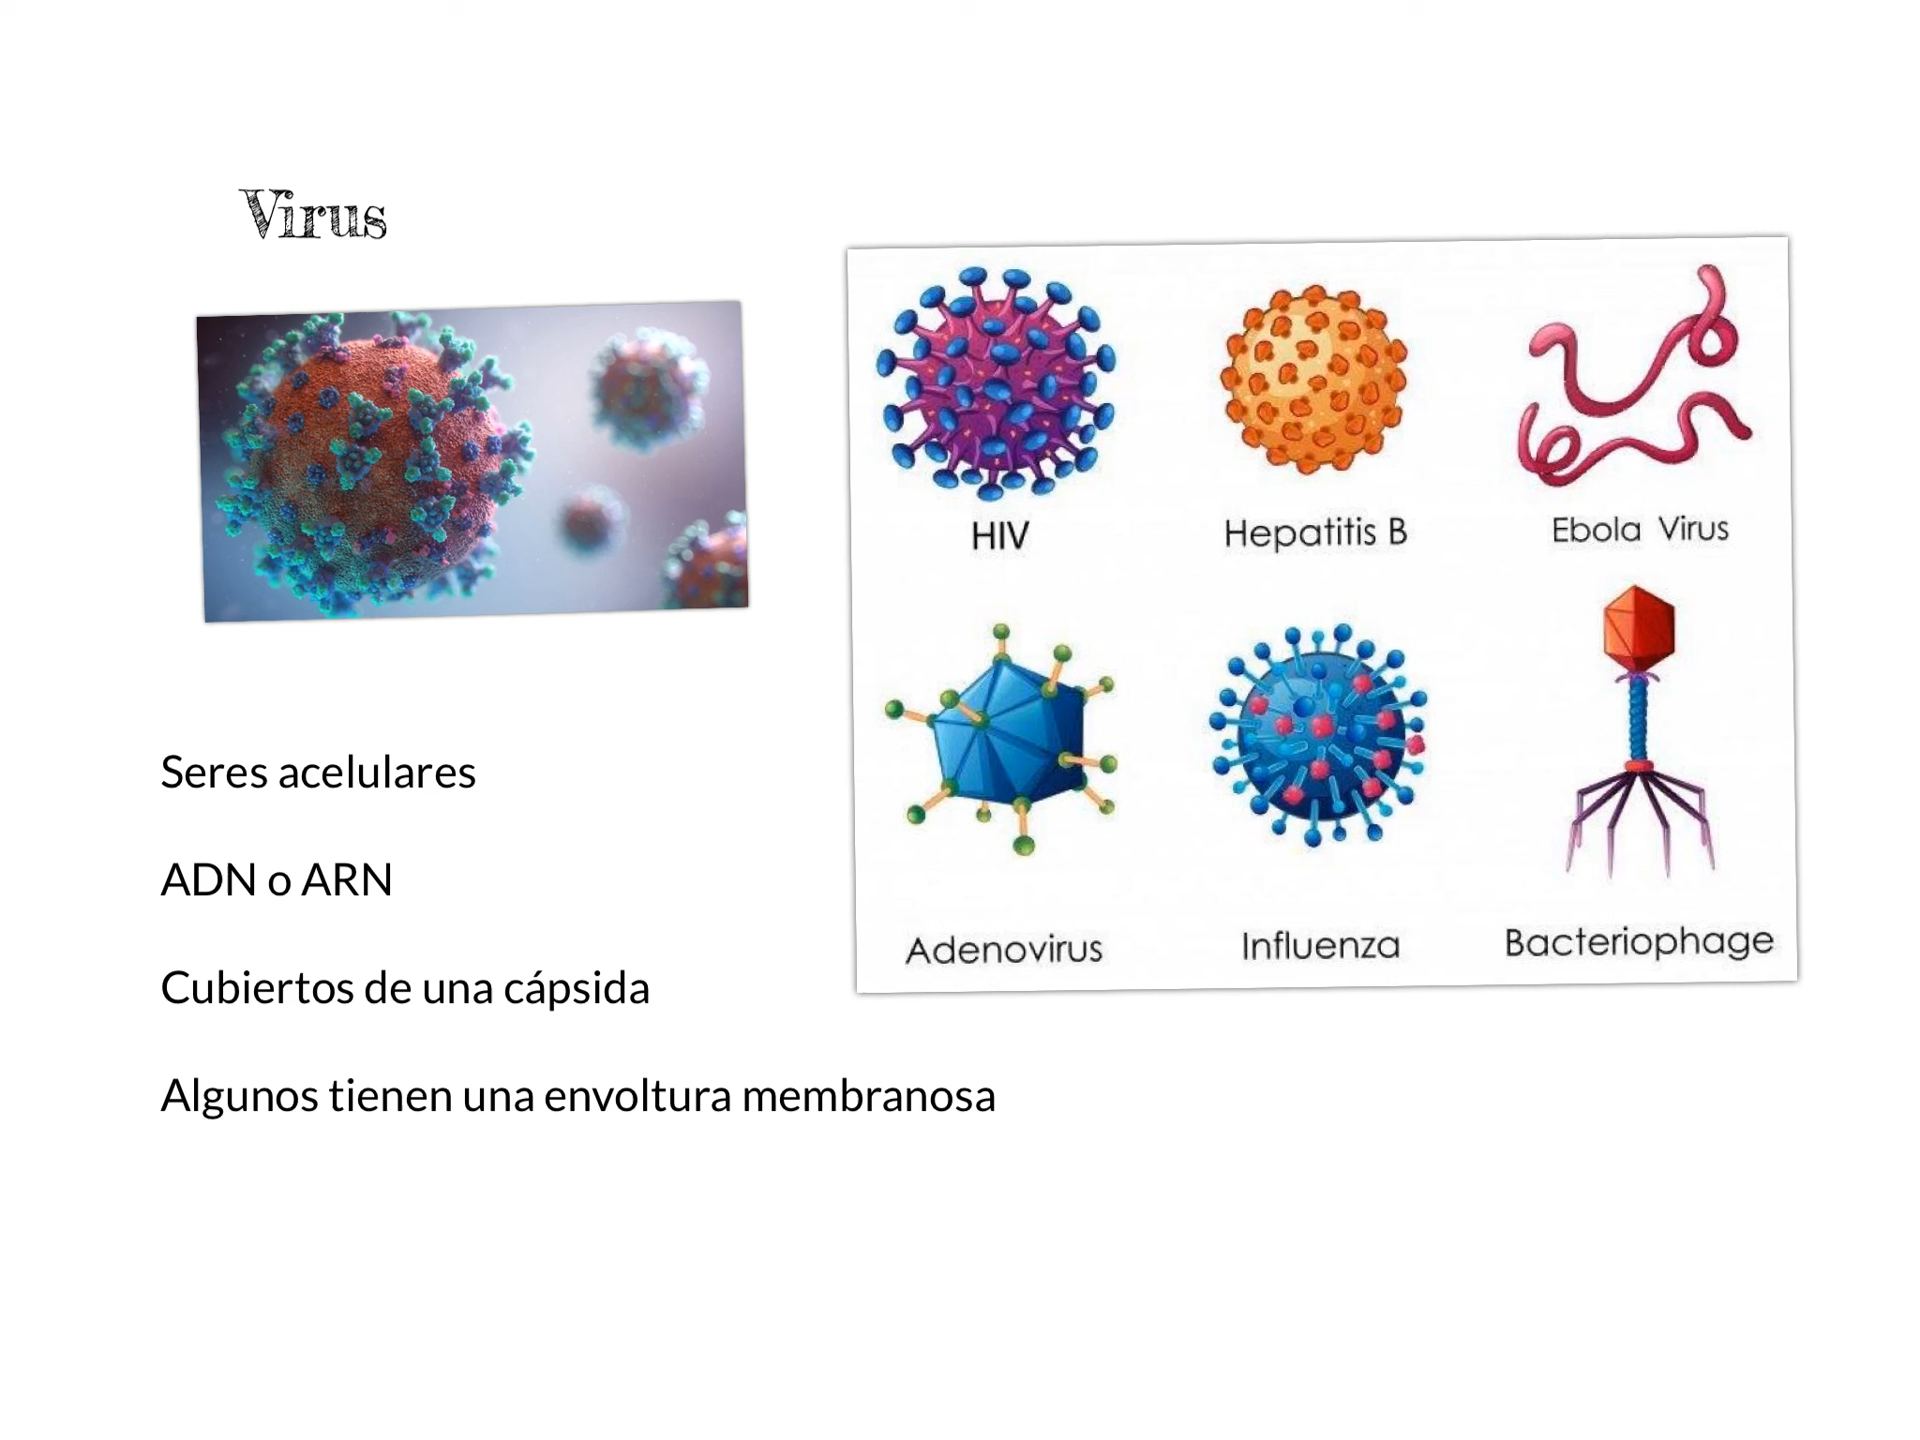 Virus
HIV
Hepatitis B
Ebola Virus
Adenovirus
Influenza
Bacteriophage
Seres acelulares
ADN o ARN
Cubiertos de una cápsida
Algunos tienen una envoltura membranosa